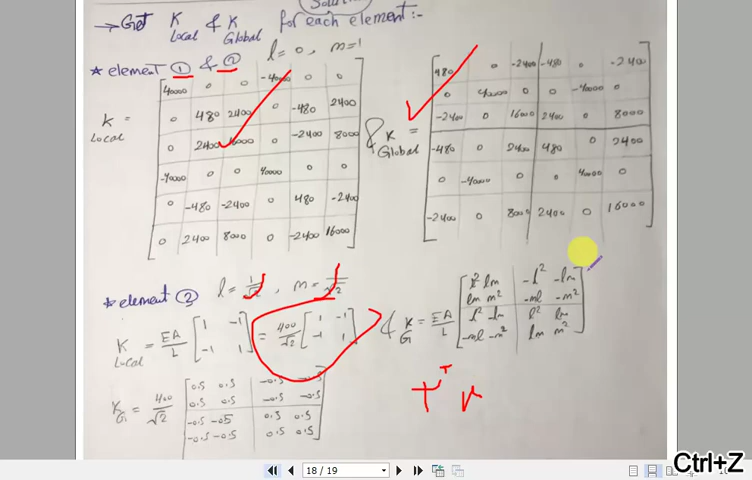 Solution
→ Get K Local & K Global for each element:-
l = 0 , m = 1
* element ① & ②
K Local =
40000 0 0 -40000 0 0
0 480 2400 0 -480 2400
0 2400 16000 0 -2400 8000
-40000 0 0 40000 0 0
0 -480 -2400 0 480 -2400
0 2400 8000 0 -2400 16000
& K Global =
480 0 -2400 -480 0 -2400
0 40000 0 0 -40000 0
-2400 0 16000 2400 0 8000
-480 0 2400 480 0 2400
0 -40000 0 0 40000 0
-2400 0 8000 2400 0 16000
* element ③ l = 1/√2 , m = 1/√2
K Local = EA/L [1 -1 -1 1] = 400/√2 [1 -1 -1 1]
& K G = EA/L
l² lm -l² -lm
lm m² -ml -m²
-l² -lm l² lm
-ml -m² lm m²
T^T K
K G = 400/√2
0.5 0.5 -0.5 -0.5
0.5 0.5 -0.5 -0.5
-0.5 -0.5 0.5 0.5
-0.5 -0.5 0.5 0.5
18 / 19
Ctrl+Z